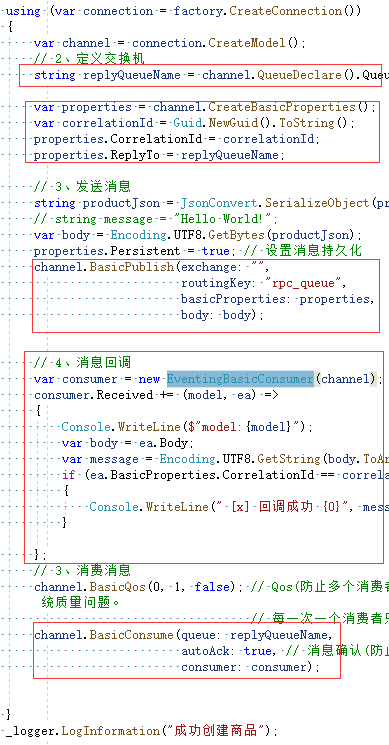 using (var connection = factory.CreateConnection())
{
var channel = connection.CreateModel();
// 2、定义交换机
string replyQueueName = channel.QueueDeclare().Queu
var properties = channel.CreateBasicProperties();
var correlationId = Guid.NewGuid().ToString();
properties.CorrelationId = correlationId;
properties.ReplyTo = replyQueueName;
// 3、发送消息
string productJson = JsonConvert.SerializeObject(pr
// string message = "Hello World!";
var body = Encoding.UTF8.GetBytes(productJson);
properties.Persistent = true; // 设置消息持久化
channel.BasicPublish(exchange: "",
routingKey: "rpc_queue",
basicProperties: properties,
body: body);
// 4、消息回调
var consumer = new EventingBasicConsumer(channel);
consumer.Received += (model, ea) =>
{
Console.WriteLine($"model:{model}");
var body = ea.Body;
var message = Encoding.UTF8.GetString(body.ToAr
if (ea.BasicProperties.CorrelationId == correla
{
Console.WriteLine(" [x] 回调成功 {0}", mess
}
};
// 3、消费消息
channel.BasicQos(0, 1, false); // Qos(防止多个消费者
统质量问题。
// 每一次一个消费者只
channel.BasicConsume(queue: replyQueueName,
autoAck: true, // 消息确认(防止
consumer: consumer);
}
_logger.LogInformation("成功创建商品");